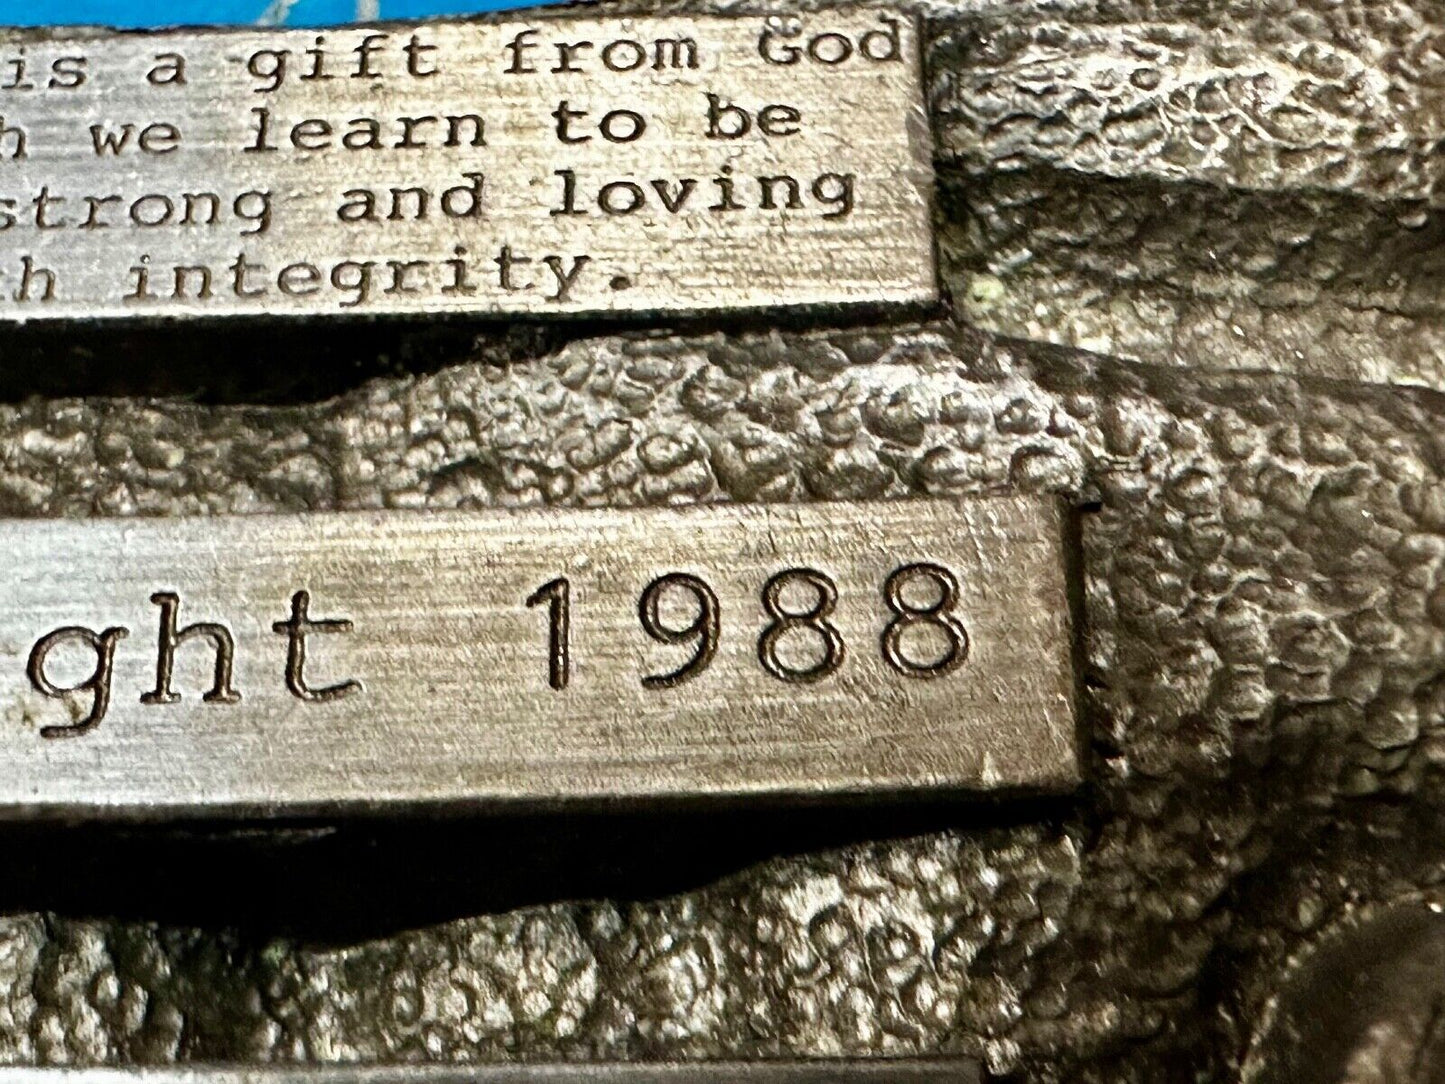 is a gift from God
h we learn to be
strong and loving
h integrity.
ght 1988